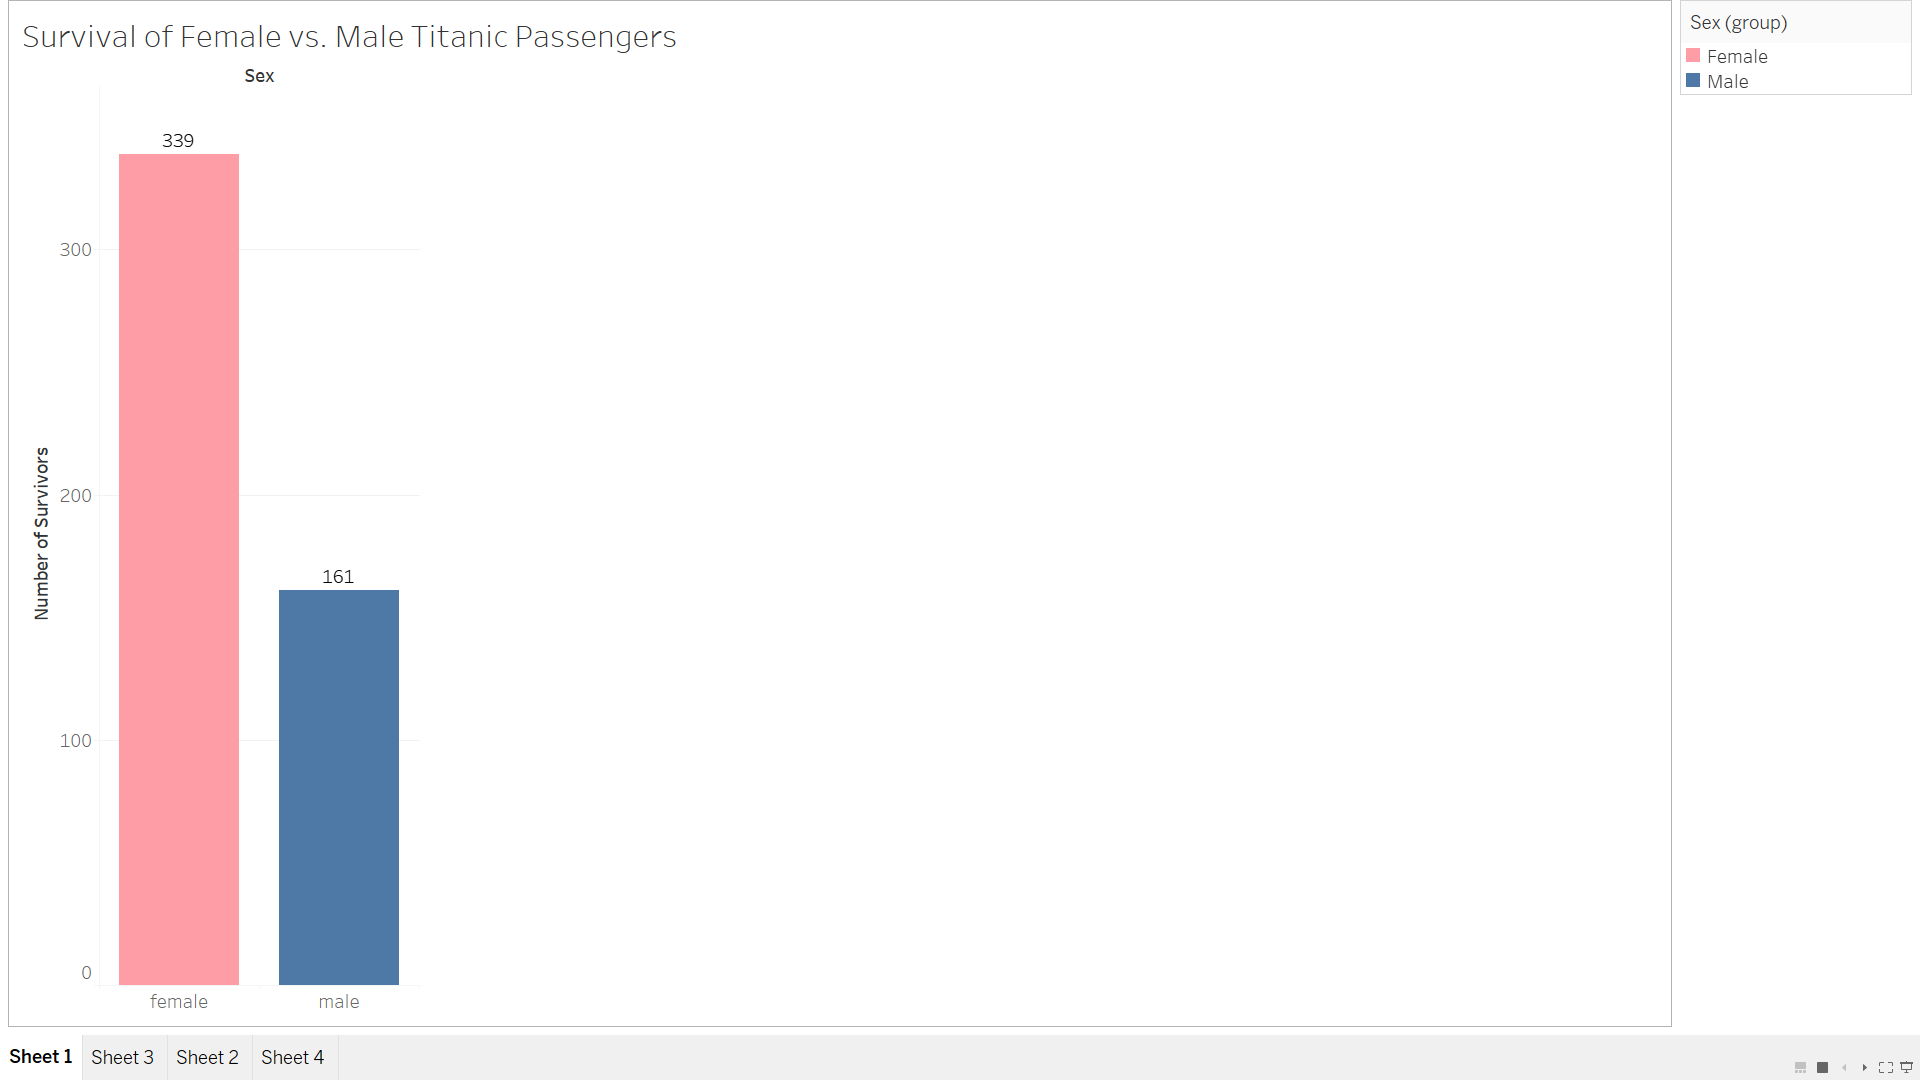 Survival of Female vs. Male Titanic Passengers
Sex
339
300
200
161
100
0
Number of Survivors
female male
Sex (group)
Female
Male
Sheet 1 Sheet 3 Sheet 2 Sheet 4